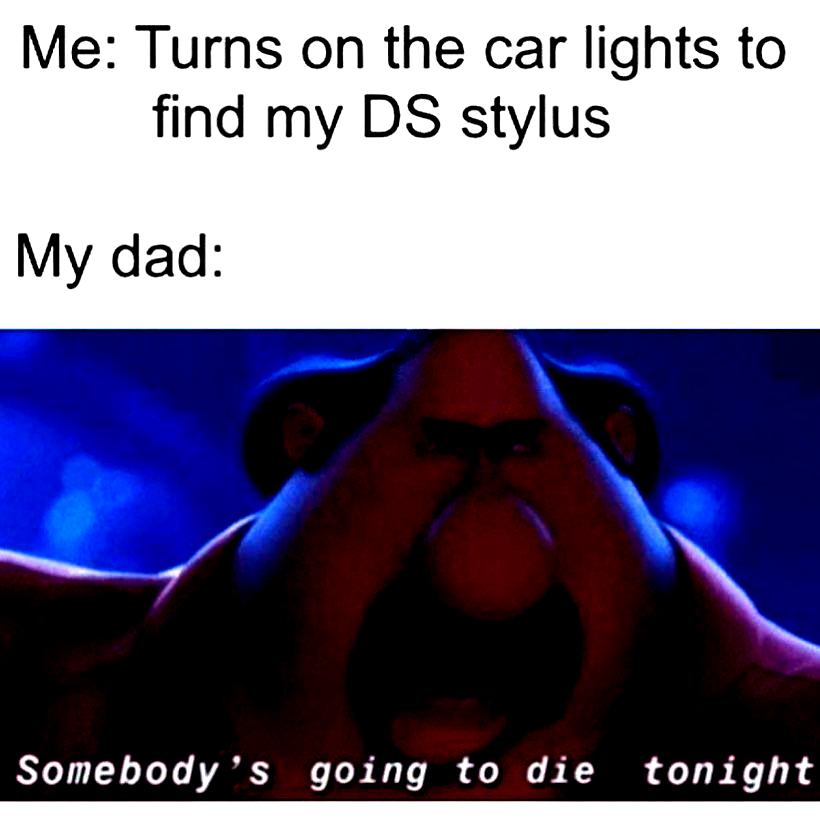 Me: Turns on the car lights to
find my DS stylus
My dad:
Somebody's going to die tonight